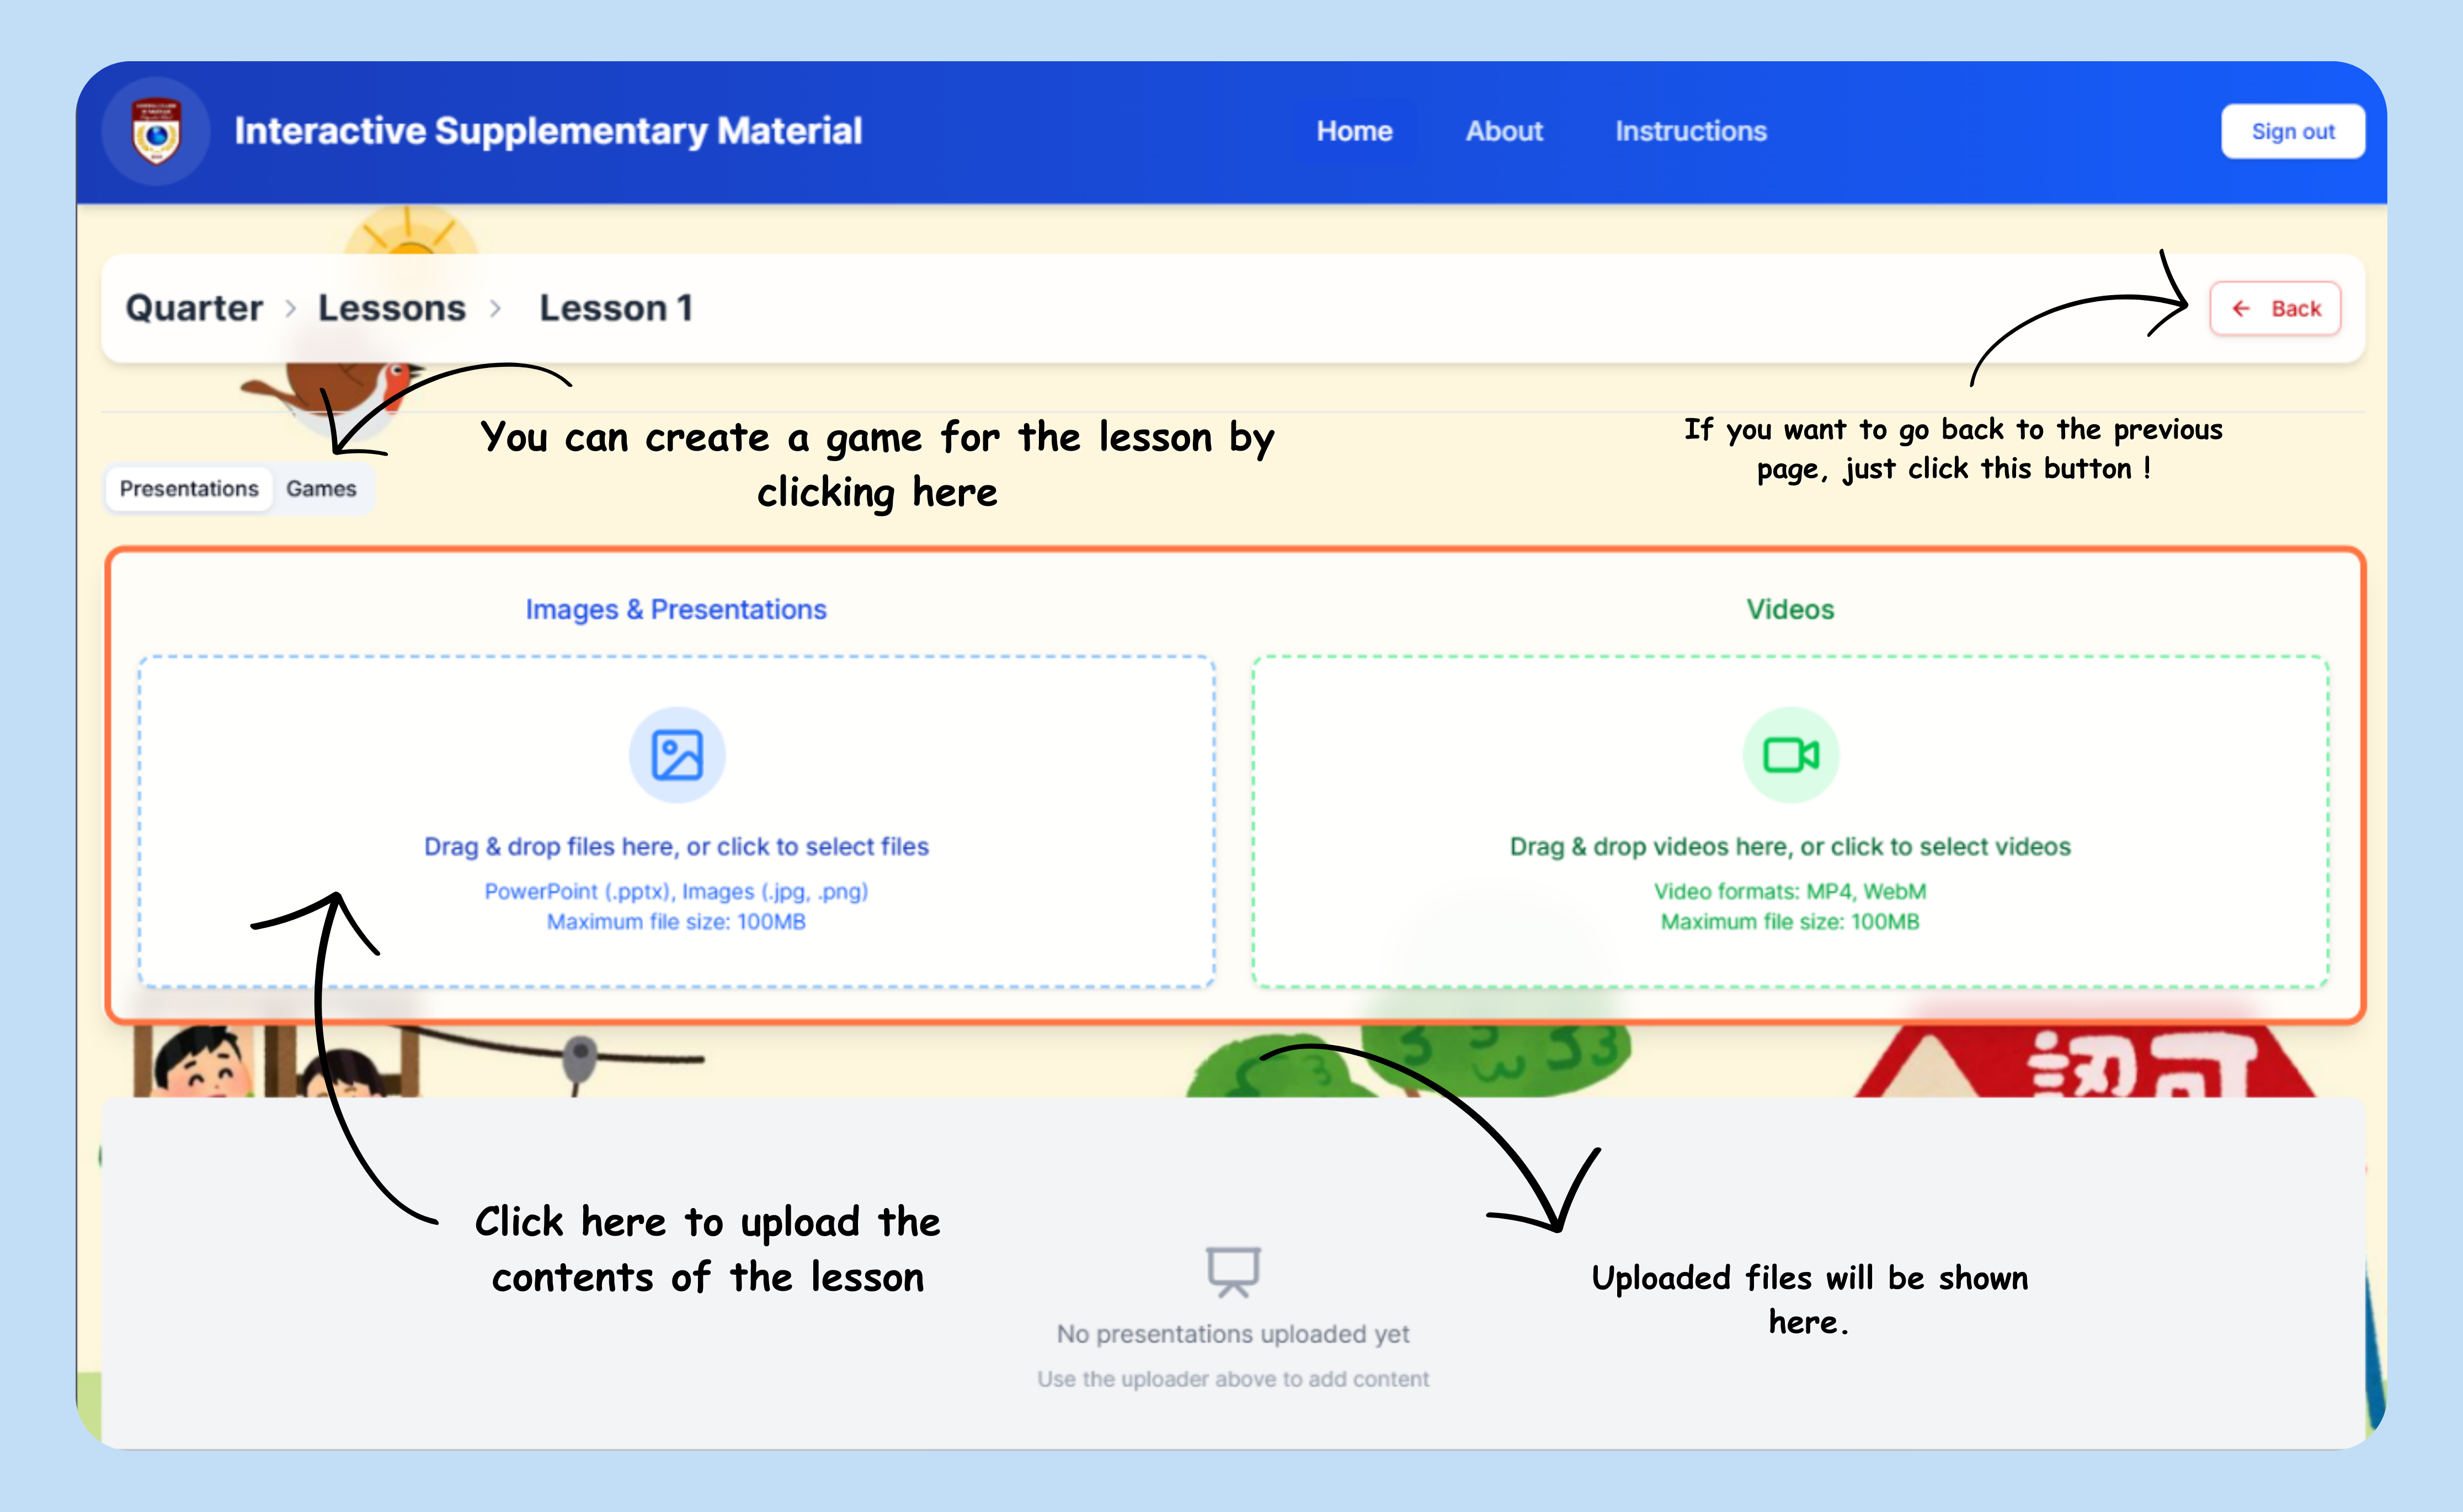 Interactive Supplementary Material
Home
About
Instructions
Sign out
Quarter
Lessons
Lesson 1
Back
You can create a game for the lesson by
clicking here
If you want to go back to the previous
page, just click this button !
Presentations
Games
Images & Presentations
Drag & drop files here, or click to select files
PowerPoint (.pptx), Images (.jpg, .png)
Maximum file size: 100MB
Videos
Drag & drop videos here, or click to select videos
Video formats: MP4, WebM
Maximum file size: 100MB
Click here to upload the
contents of the lesson
No presentations uploaded yet
Use the uploader above to add content
Uploaded files will be shown
here.